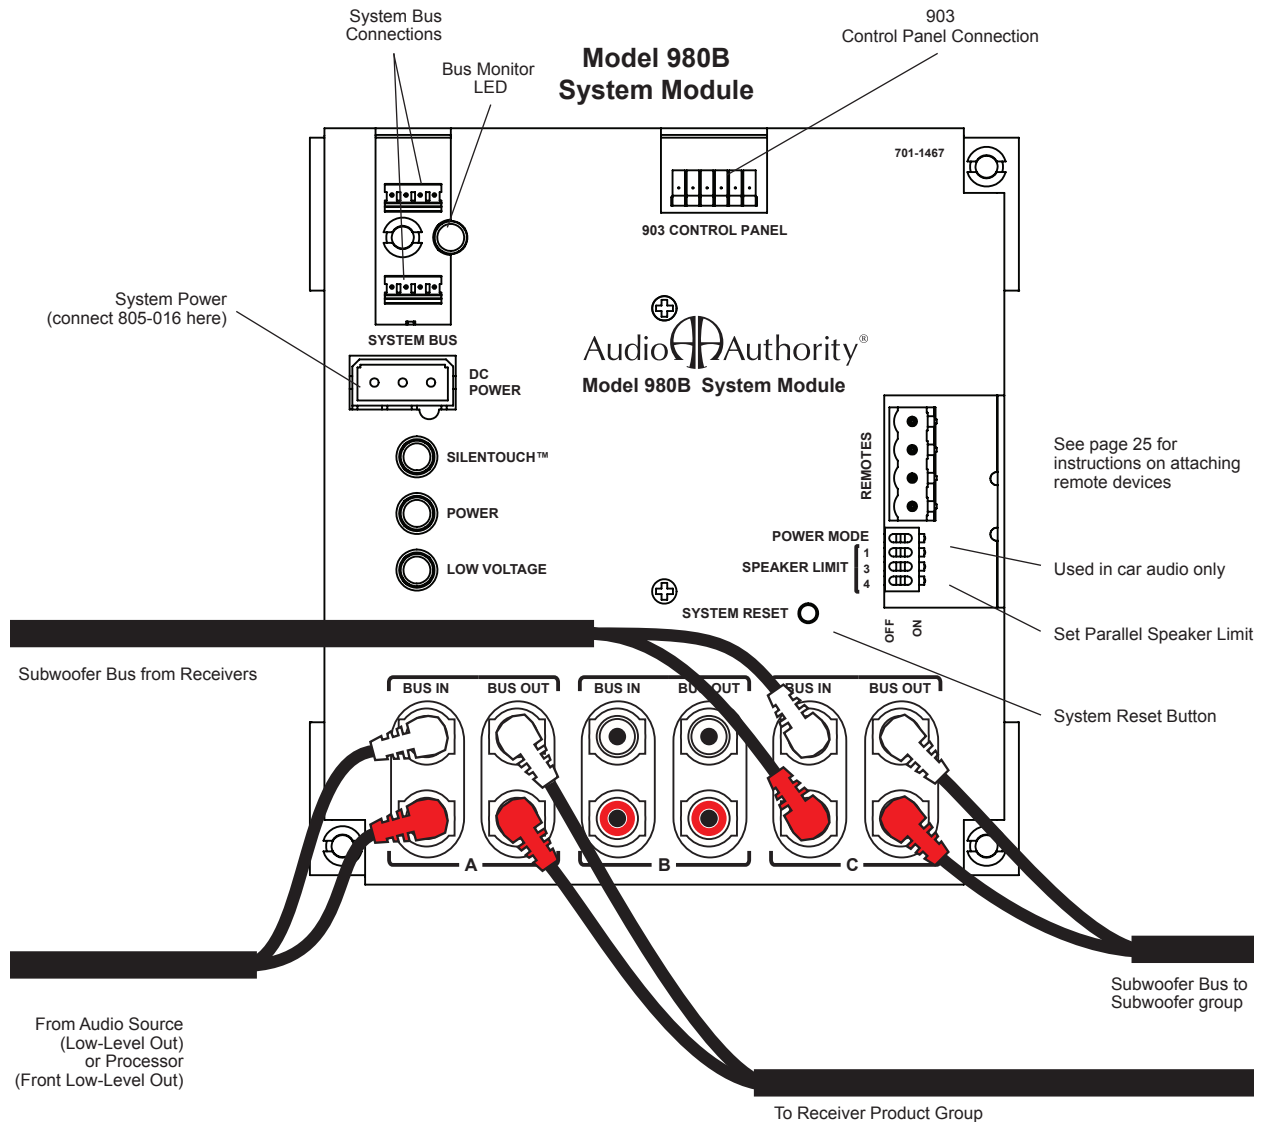 System Bus
Connections
Bus Monitor
LED
Model 980B
System Module
903
Control Panel Connection
701-1467
903 CONTROL PANEL
System Power
(connect 805-016 here)
SYSTEM BUS
DC
POWER
Audio Authority®
Model 980B System Module
SILENTOUCH™
POWER
LOW VOLTAGE
REMOTES
See page 25 for
instructions on attaching
remote devices
POWER MODE
SPEAKER LIMIT
1
3
4
Used in car audio only
SYSTEM RESET
OFF
ON
Set Parallel Speaker Limit
Subwoofer Bus from Receivers
System Reset Button
BUS IN
BUS OUT
BUS IN
BUS OUT
BUS IN
BUS OUT
A
B
C
Subwoofer Bus to
Subwoofer group
From Audio Source
(Low-Level Out)
or Processor
(Front Low-Level Out)
To Receiver Product Group